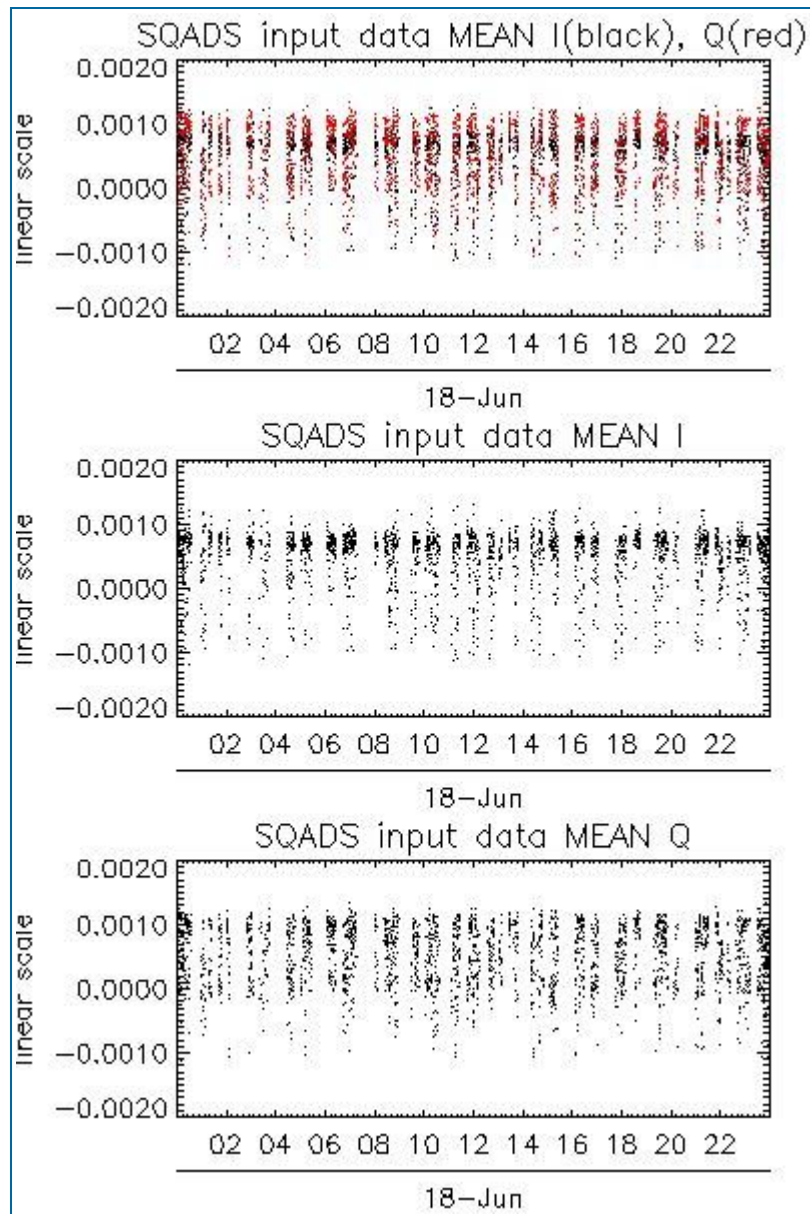 SQADS input data MEAN I(black), Q(red)
0.0020
0.0010
0.0000
−0.0010
−0.0020
linear scale
02 04 06 08 10 12 14 16 18 20 22
18−Jun
SQADS input data MEAN I
0.0020
0.0010
0.0000
−0.0010
−0.0020
linear scale
02 04 06 08 10 12 14 16 18 20 22
18−Jun
SQADS input data MEAN Q
0.0020
0.0010
0.0000
−0.0010
−0.0020
linear scale
02 04 06 08 10 12 14 16 18 20 22
18−Jun